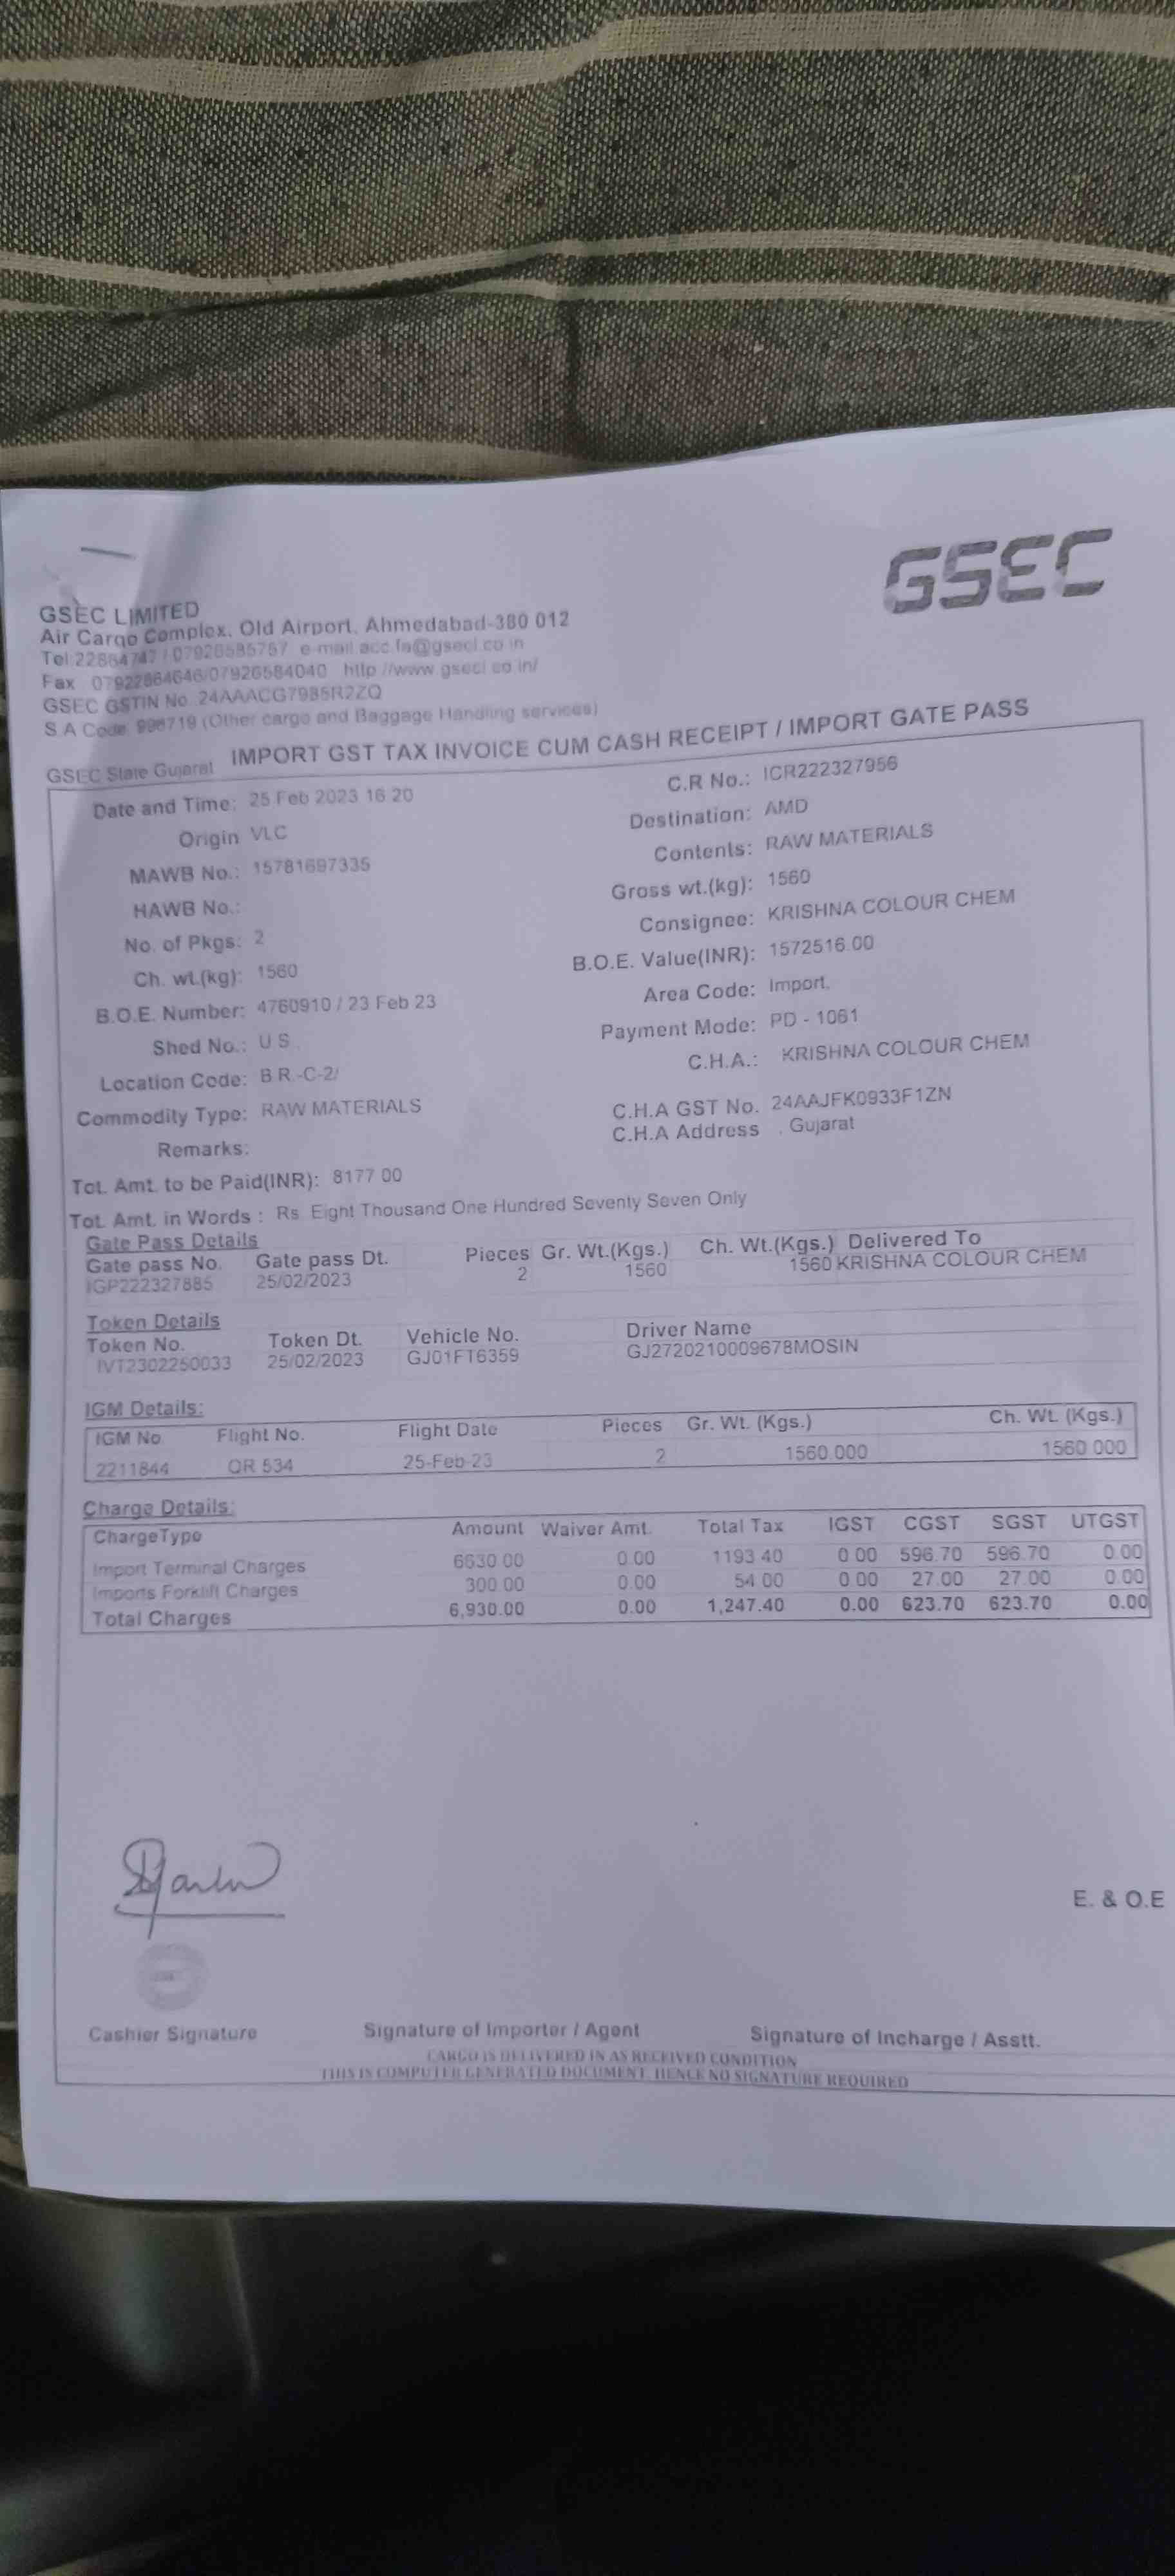 GSEC
GSEC LIMITED
Air Cargo Complex, Old Airport, Ahmedabad-380 012
Tel:22864747 / 07926585757 e-mail acc.fa@gsecl.co.in
Fax 07922864646/07926584040 http://www.gsecl.co.in/
GSEC GSTIN No 24AAACG7985R2ZQ
S.A Code 996719 (Other cargo and Baggage Handling services)
GSEC State Gujarat IMPORT GST TAX INVOICE CUM CASH RECEIPT / IMPORT GATE PASS
Date and Time: 25 Feb 2023 16 20 C.R No.: ICR222327956
Origin VLC Destination: AMD
MAWB No.: 15781697335 Contents: RAW MATERIALS
HAWB No.: Gross wt.(kg): 1560
No. of Pkgs: 2 Consignee: KRISHNA COLOUR CHEM
Ch. wt.(kg): 1560 B.O.E. Value(INR): 1572516.00
B.O.E. Number: 4760910 / 23 Feb 23 Area Code: Import.
Shed No.: U S Payment Mode: PD - 1061
Location Code: B R -C-2/ C.H.A.: KRISHNA COLOUR CHEM
Commodity Type: RAW MATERIALS C.H.A GST No. 24AAJFK0933F1ZN
Remarks: C.H.A Address . Gujarat
Tot. Amt. to be Paid(INR): 8177 00
Tot. Amt. in Words : Rs Eight Thousand One Hundred Seventy Seven Only
Gate Pass Details
Gate pass No. Gate pass Dt. Pieces Gr. Wt.(Kgs.) Ch. Wt.(Kgs.) Delivered To
IGP222327885 25/02/2023 2 1560 1560 KRISHNA COLOUR CHEM
Token Details
Token No. Token Dt. Vehicle No. Driver Name
IVT2302250033 25/02/2023 GJ01FT6359 GJ2720210009678MOSIN
IGM Details:
IGM No Flight No. Flight Date Pieces Gr. Wt. (Kgs.) Ch. Wt. (Kgs.)
2211844 QR 534 25-Feb-23 2 1560.000 1560.000
Charge Details:
ChargeType Amount Waiver Amt. Total Tax IGST CGST SGST UTGST
Import Terminal Charges 6630.00 0.00 1193.40 0.00 596.70 596.70 0.00
Imports Forklift Charges 300.00 0.00 54.00 0.00 27.00 27.00 0.00
Total Charges 6,930.00 0.00 1,247.40 0.00 623.70 623.70 0.00
E. & O.E
Cashier Signature Signature of Importer / Agent Signature of Incharge / Asstt.
CARGO IS DELIVERED IN AS RECEIVED CONDITION
THIS IS COMPUTER GENERATED DOCUMENT, HENCE NO SIGNATURE REQUIRED